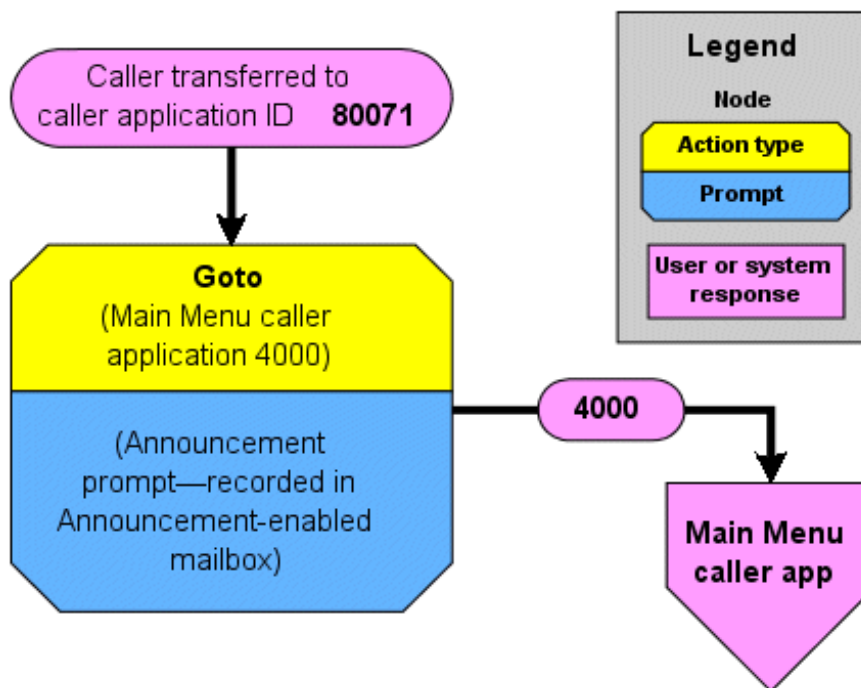 Caller transferred to
caller application ID 80071
Goto
(Main Menu caller
application 4000)
(Announcement
prompt—recorded in
Announcement-enabled
mailbox)
4000
Main Menu
caller app
Legend
Node
Action type
Prompt
User or system
response